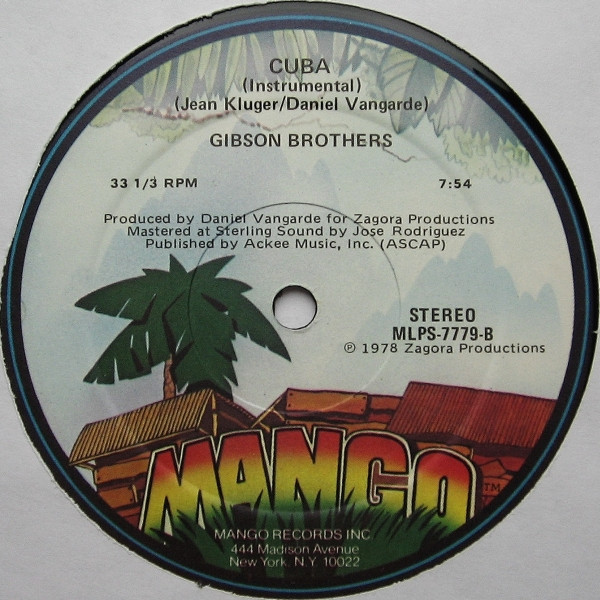 CUBA
(Instrumental)
(Jean Kluger/Daniel Vangarde)
GIBSON BROTHERS
33 1/3 RPM
7:54
Produced by Daniel Vangarde for Zagora Productions
Mastered at Sterling Sound by Jose Rodriguez
Published by Ackee Music, Inc. (ASCAP)
STEREO
MLPS-7779-B
℗ 1978 Zagora Productions
MANGO
TM
MANGO RECORDS INC
444 Madison Avenue
New York, N.Y. 10022